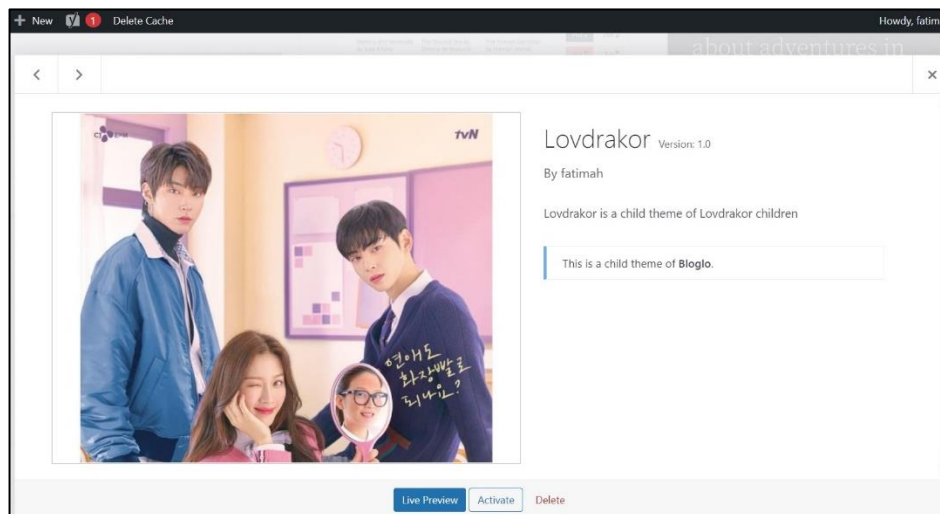 New 1 Delete Cache Howdy, fatim
about adventures in
Lovdrakor Version: 1.0
By fatimah
Lovdrakor is a child theme of Lovdrakor children
This is a child theme of Bloglo.
CJ ENM
tvN
연애도
화장빨로
되나요?
Live Preview Activate Delete